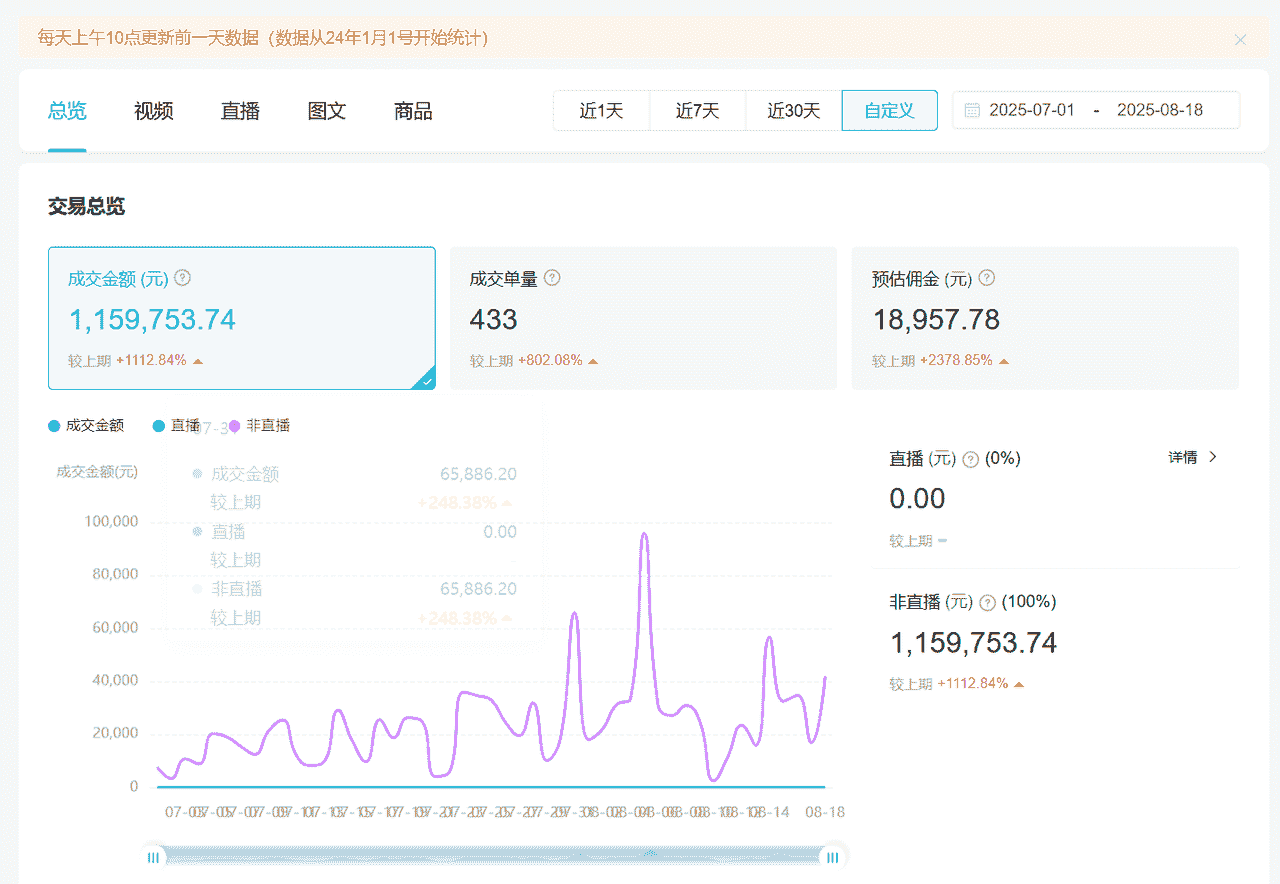 每天上午10点更新前一天数据（数据从24年1月1号开始统计）
总览 视频 直播 图文 商品 近1天 近7天 近30天 自定义 2025-07-01 - 2025-08-18
交易总览
成交金额 (元) 成交单量 预估佣金 (元)
1,159,753.74 433 18,957.78
较上期 +1112.84% 较上期 +802.08% 较上期 +2378.85%
成交金额 直播 非直播
直播 (元) (0%) 详情
0.00
较上期
非直播 (元) (100%)
1,159,753.74
较上期 +1112.84%
成交金额(元)
成交金额 65,886.20
较上期 +248.38%
直播 0.00
较上期
非直播 65,886.20
较上期 +248.38%
100,000
80,000
60,000
40,000
20,000
0
08-14 08-18